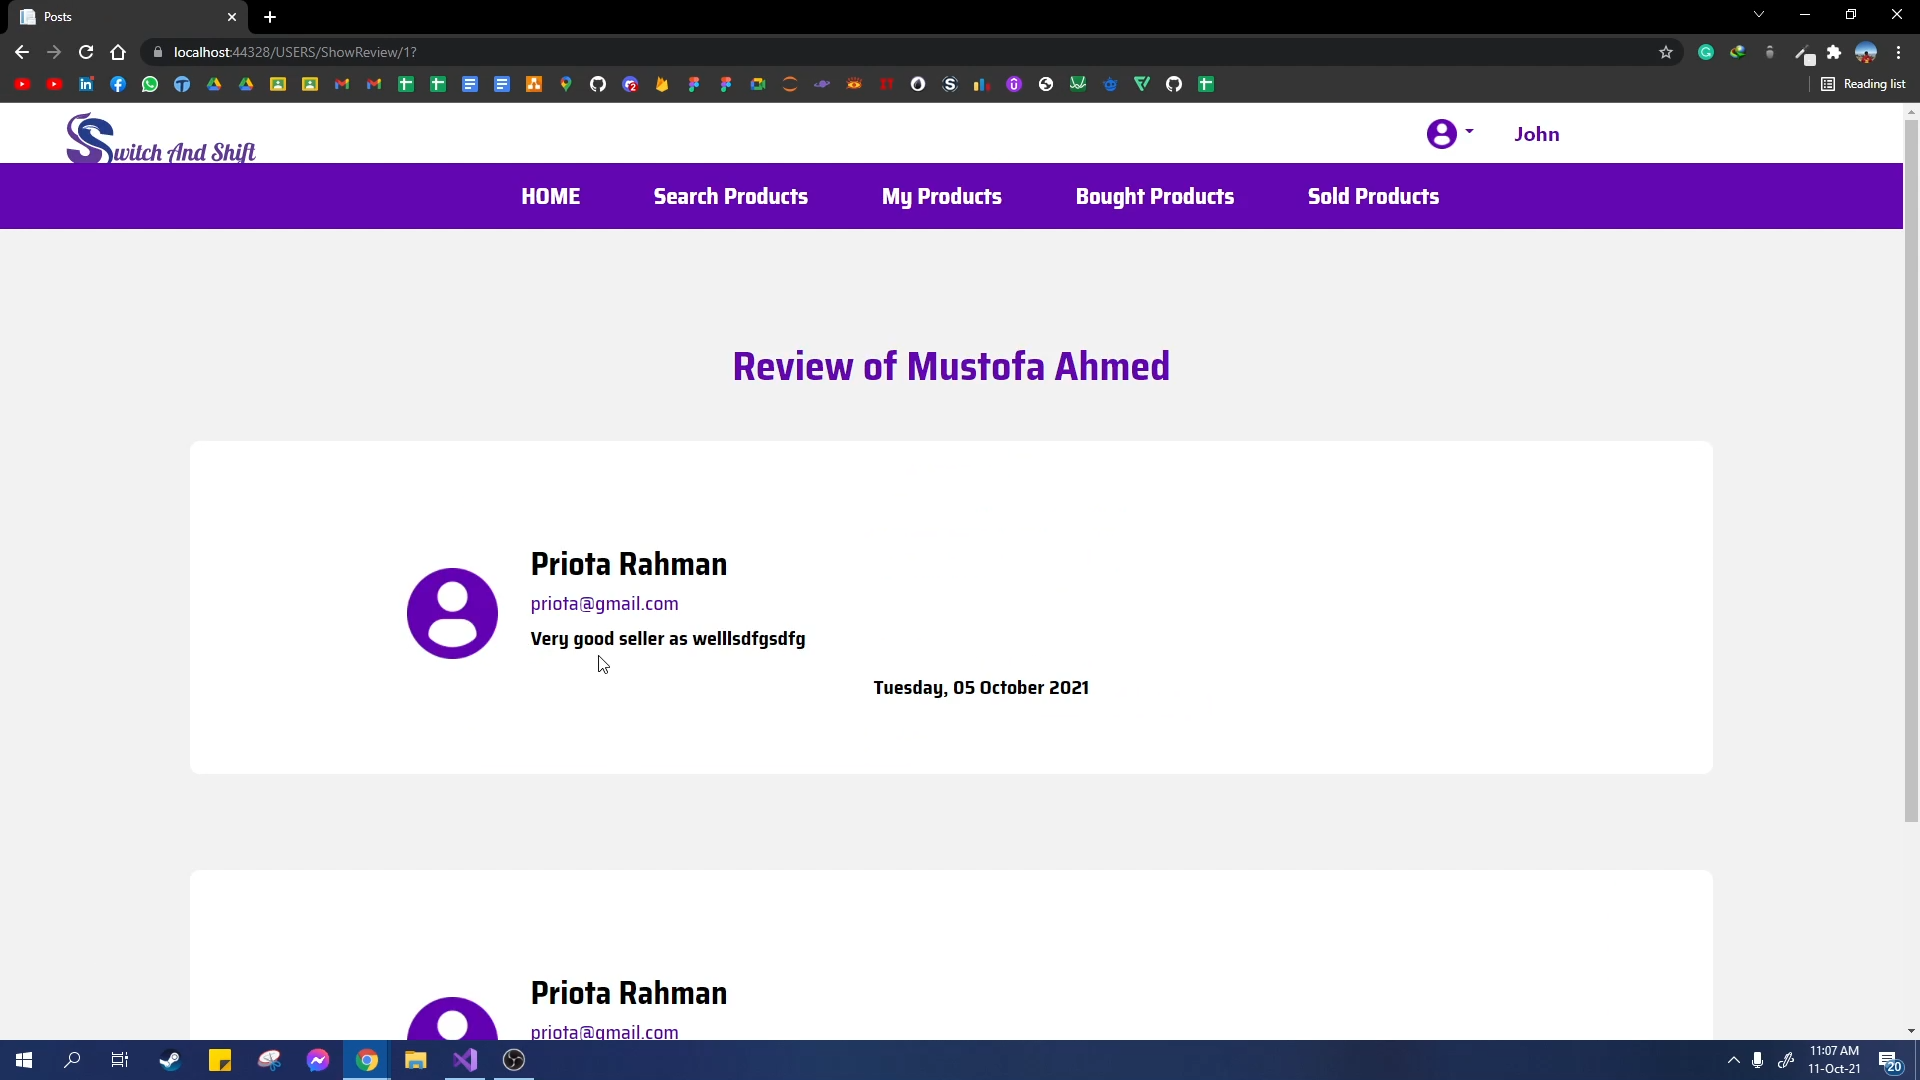 Posts
localhost:44328/USERS/ShowReview/1?
Reading list
Switch And Shift
John
HOME
Search Products
My Products
Bought Products
Sold Products
Review of Mustofa Ahmed
Priota Rahman
priota@gmail.com
Very good seller as welllsdfgsdfg
Tuesday, 05 October 2021
Priota Rahman
priota@gmail.com
11:07 AM
11-Oct-21
20